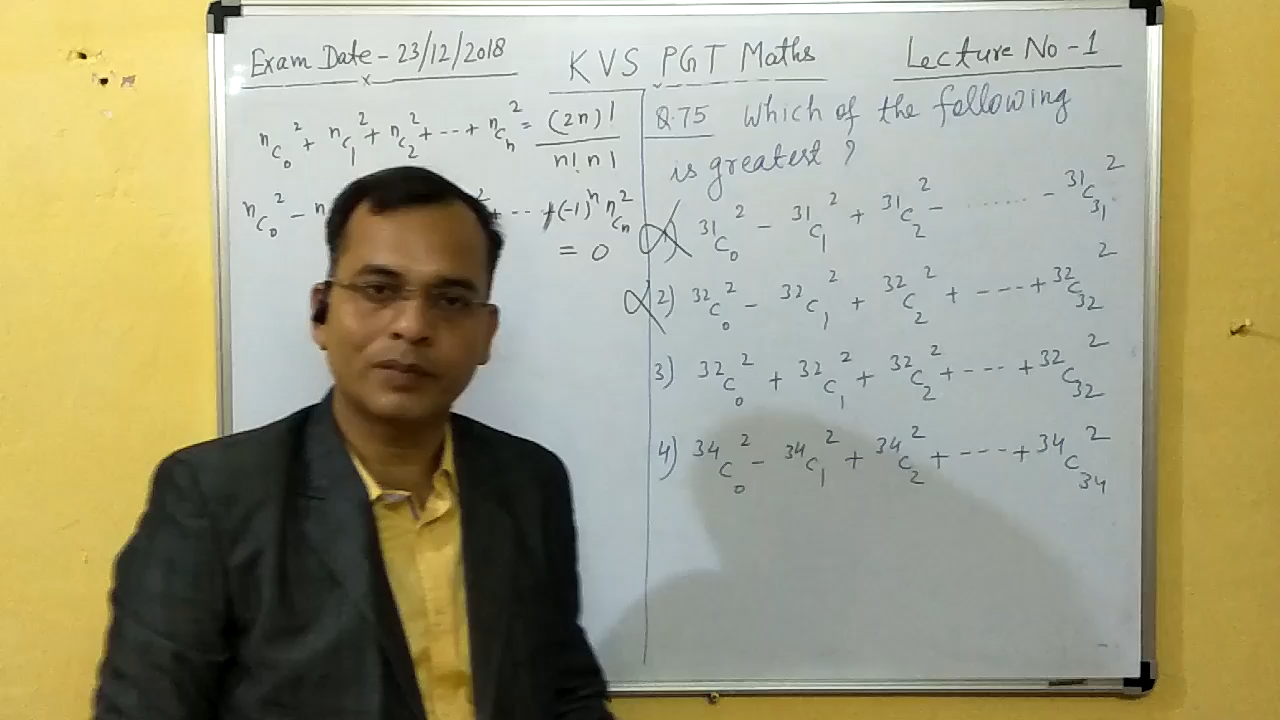 Exam Date - 23/12/2018
KVS PGT Maths
Lecture No - 1
ⁿC₀² + ⁿC₁² + ⁿC₂² + --- + ⁿCₙ² = (2n)! / n! n!
ⁿC₀² - ⁿ ² + --- + (-1)ⁿ ⁿCₙ²
= 0
Q.75 Which of the following
is greatest ?
1) ³¹C₀² - ³¹C₁² + ³¹C₂² - ....... - ³¹C₃₁²
2) ³²C₀² - ³²C₁² + ³²C₂² + ---- + ³²C₃₂²
3) ³²C₀² + ³²C₁² + ³²C₂² + ---- + ³²C₃₂²
4) ³⁴C₀² - ³⁴C₁² + ³⁴C₂² + ---- + ³⁴C₃₄²